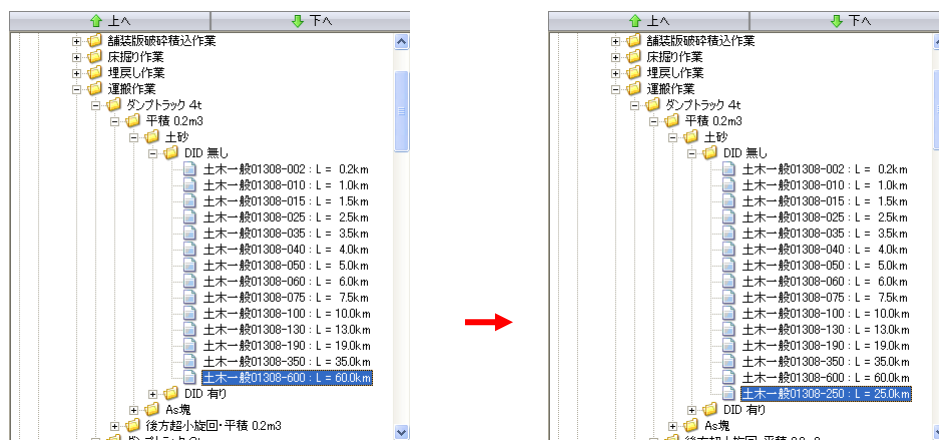 上へ 下へ
舗装版破砕積込作業
床掘り作業
埋戻し作業
運搬作業
ダンプトラック 4t
平積 0.2m3
土砂
DID 無し
土木一般01308-002 : L = 0.2km
土木一般01308-010 : L = 1.0km
土木一般01308-015 : L = 1.5km
土木一般01308-025 : L = 2.5km
土木一般01308-035 : L = 3.5km
土木一般01308-040 : L = 4.0km
土木一般01308-050 : L = 5.0km
土木一般01308-060 : L = 6.0km
土木一般01308-075 : L = 7.5km
土木一般01308-100 : L = 10.0km
土木一般01308-130 : L = 13.0km
土木一般01308-190 : L = 19.0km
土木一般01308-350 : L = 35.0km
土木一般01308-600 : L = 60.0km
DID 有り
As塊
後方超小旋回・平積 0.2m3
上へ 下へ
舗装版破砕積込作業
床掘り作業
埋戻し作業
運搬作業
ダンプトラック 4t
平積 0.2m3
土砂
DID 無し
土木一般01308-002 : L = 0.2km
土木一般01308-010 : L = 1.0km
土木一般01308-015 : L = 1.5km
土木一般01308-025 : L = 2.5km
土木一般01308-035 : L = 3.5km
土木一般01308-040 : L = 4.0km
土木一般01308-050 : L = 5.0km
土木一般01308-060 : L = 6.0km
土木一般01308-075 : L = 7.5km
土木一般01308-100 : L = 10.0km
土木一般01308-130 : L = 13.0km
土木一般01308-190 : L = 19.0km
土木一般01308-350 : L = 35.0km
土木一般01308-600 : L = 60.0km
土木一般01308-250 : L = 25.0km
DID 有り
As塊